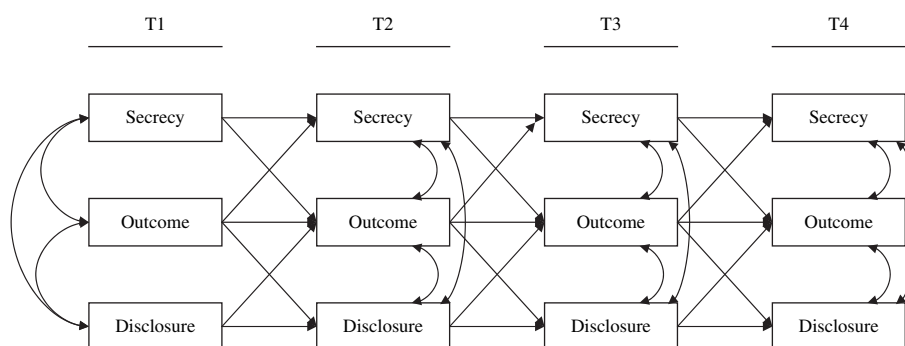 T1 T2 T3 T4
Secrecy Secrecy Secrecy Secrecy
Outcome Outcome Outcome Outcome
Disclosure Disclosure Disclosure Disclosure